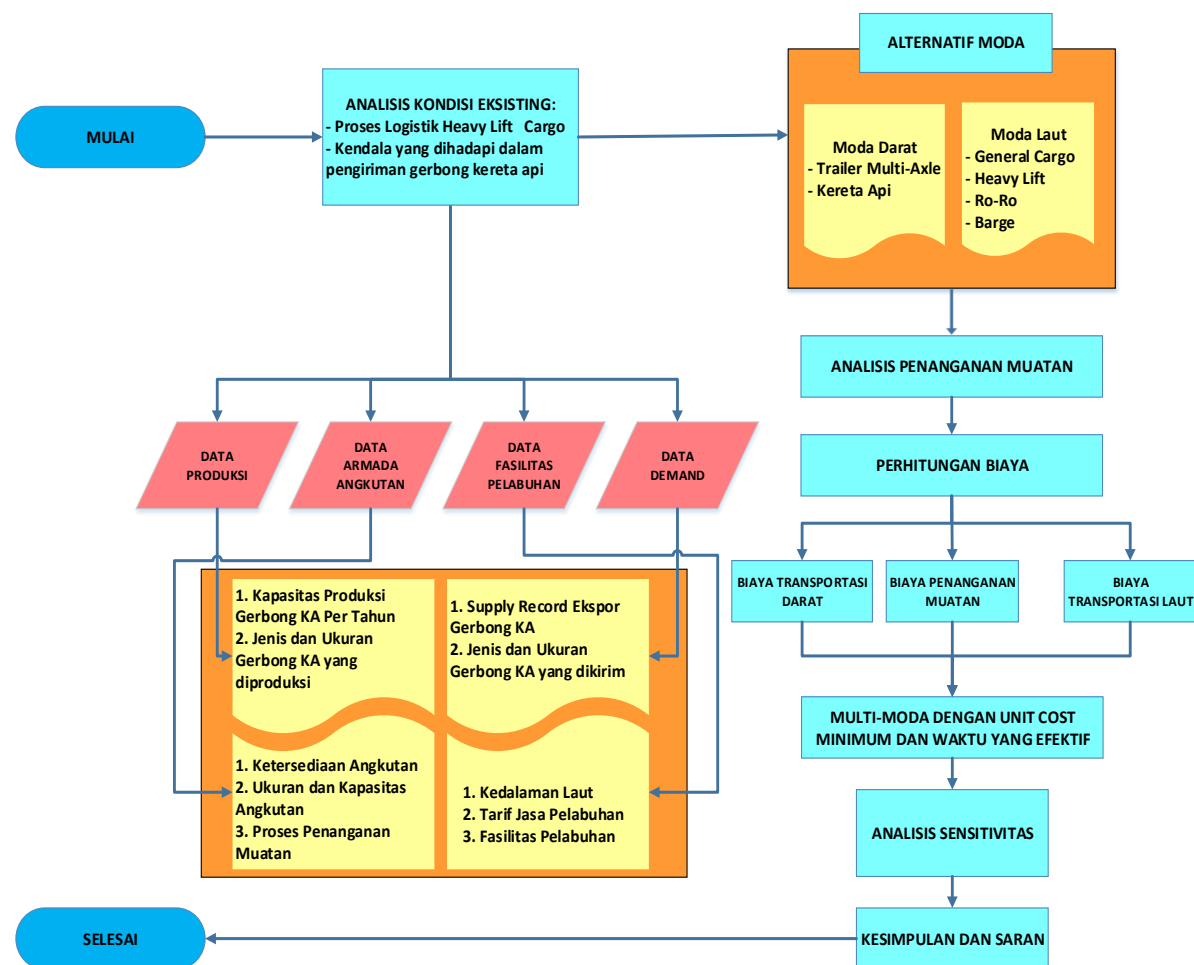 MULAI
ANALISIS KONDISI EKSISTING:
- Proses Logistik Heavy Lift Cargo
- Kendala yang dihadapi dalam
pengiriman gerbong kereta api
ALTERNATIF MODA
Moda Darat
- Trailer Multi-Axle
- Kereta Api
Moda Laut
- General Cargo
- Heavy Lift
- Ro-Ro
- Barge
ANALISIS PENANGANAN MUATAN
PERHITUNGAN BIAYA
BIAYA TRANSPORTASI
DARAT
BIAYA PENANGANAN
MUATAN
BIAYA
TRANSPORTASI LAUT
MULTI-MODA DENGAN UNIT COST
MINIMUM DAN WAKTU YANG EFEKTIF
ANALISIS SENSITIVITAS
KESIMPULAN DAN SARAN
DATA
PRODUKSI
DATA
ARMADA
ANGKUTAN
DATA
FASILITAS
PELABUHAN
DATA
DEMAND
1. Kapasitas Produksi
Gerbong KA Per Tahun
2. Jenis dan Ukuran
Gerbong KA yang
diproduksi
1. Supply Record Ekspor
Gerbong KA
2. Jenis dan Ukuran
Gerbong KA yang dikirim
1. Ketersediaan Angkutan
2. Ukuran dan Kapasitas
Angkutan
3. Proses Penanganan
Muatan
1. Kedalaman Laut
2. Tarif Jasa Pelabuhan
3. Fasilitas Pelabuhan
SELESAI